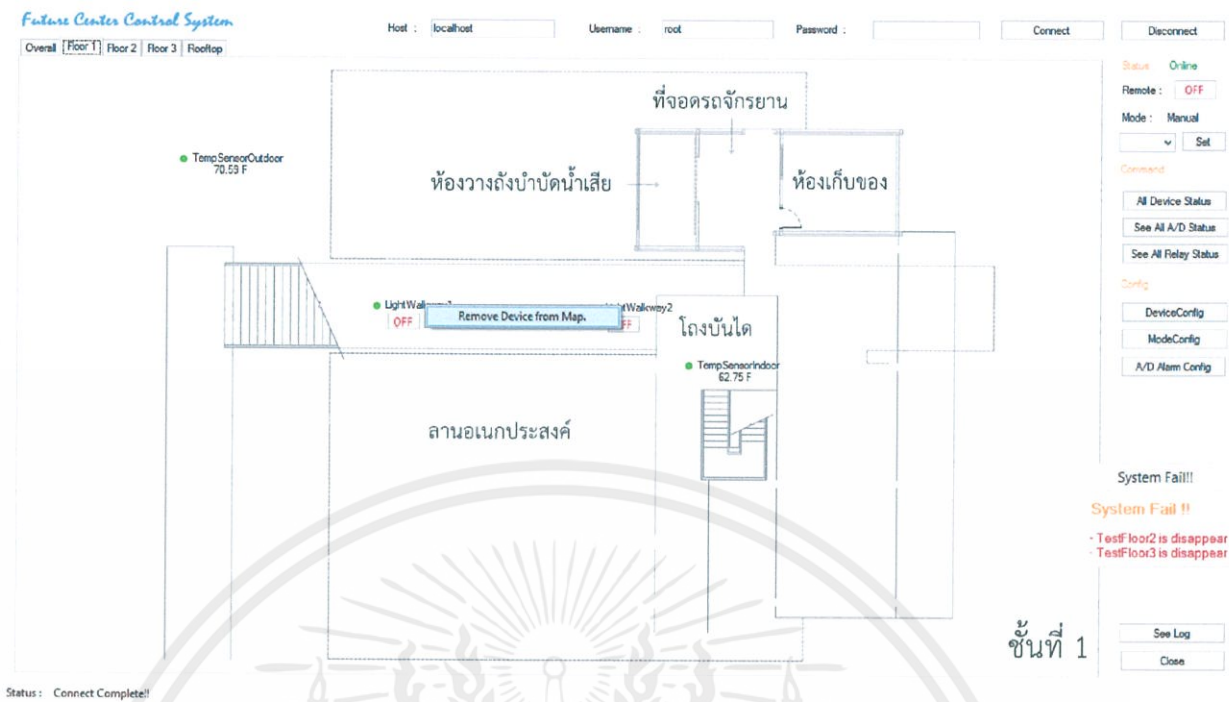 Future Center Control System
Host : localhost
Username : root
Password :
Connect
Disconnect
Overall Floor 1 Floor 2 Floor 3 Rooftop
Status Online
Remote : OFF
Mode : Manual
Set
Command
All Device Status
See All A/D Status
See All Relay Status
Config
DeviceConfig
ModeConfig
A/D Alarm Config
ที่จอดรถจักรยาน
TempSensorOutdoor
70.59 F
ห้องวางถังบำบัดน้ำเสีย
ห้องเก็บของ
OFF
Remove Device from Map.
โถงบันได
TempSensorIndoor
62.75 F
ลานอเนกประสงค์
System Fail!!
System Fail !!
- TestFloor2 is disappear
- TestFloor3 is disappear
ชั้นที่ 1
See Log
Close
Status : Connect Complete!!